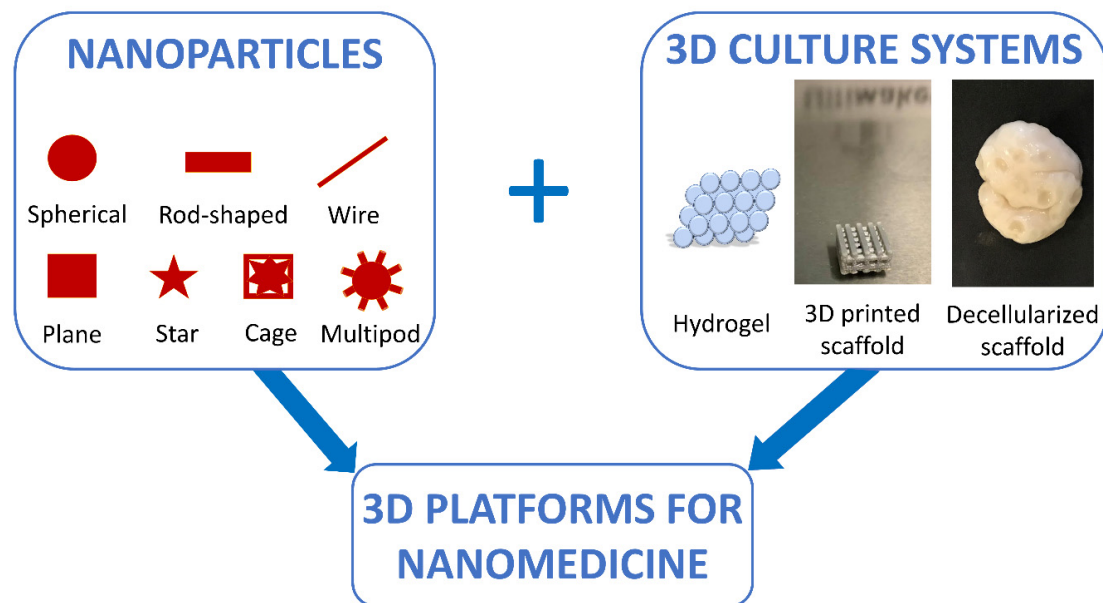 NANOPARTICLES
Spherical Rod-shaped Wire
Plane Star Cage Multipod
3D CULTURE SYSTEMS
Hydrogel
3D printed
scaffold
Decellularized
scaffold
3D PLATFORMS FOR
NANOMEDICINE